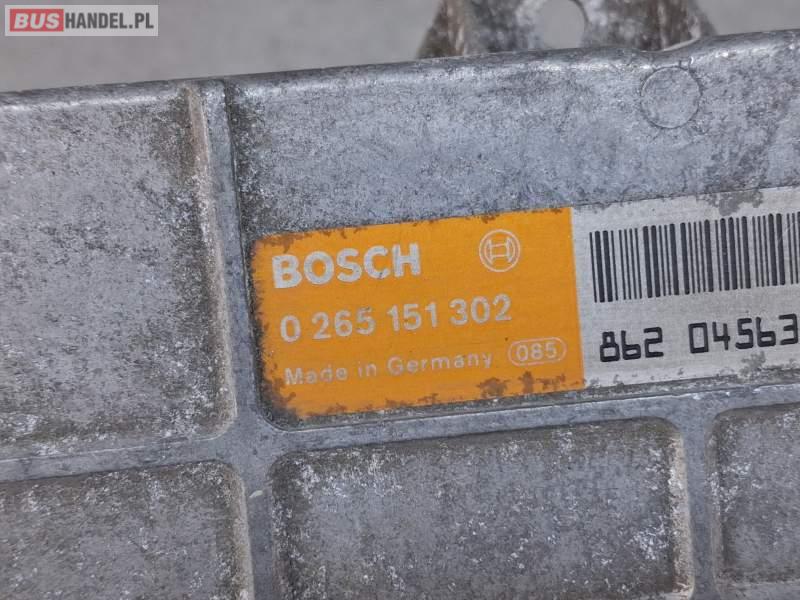 BUSHANDEL.PL
BOSCH
0 265 151 302
Made in Germany 085
862 04563